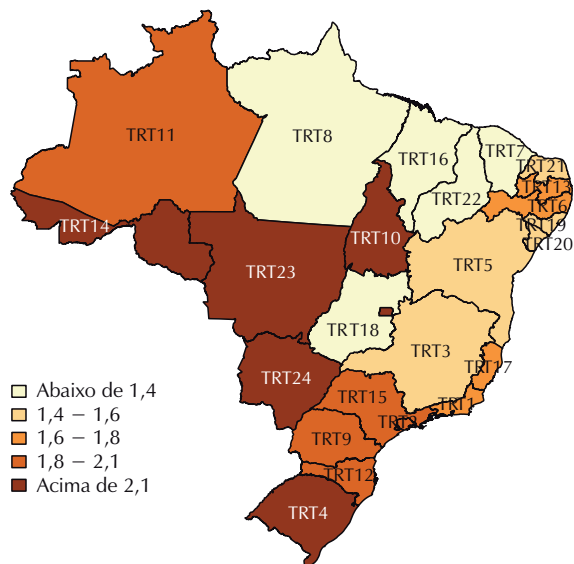 TRT11
TRT8
TRT16
TRT7
TRT21
TRT13
TRT6
TRT22
TRT19
TRT20
TRT14
TRT10
TRT23
TRT5
TRT18
TRT3
TRT17
TRT24
TRT15
TRT1
TRT2
TRT9
TRT12
TRT4
Abaixo de 1,4
1,4 − 1,6
1,6 − 1,8
1,8 − 2,1
Acima de 2,1